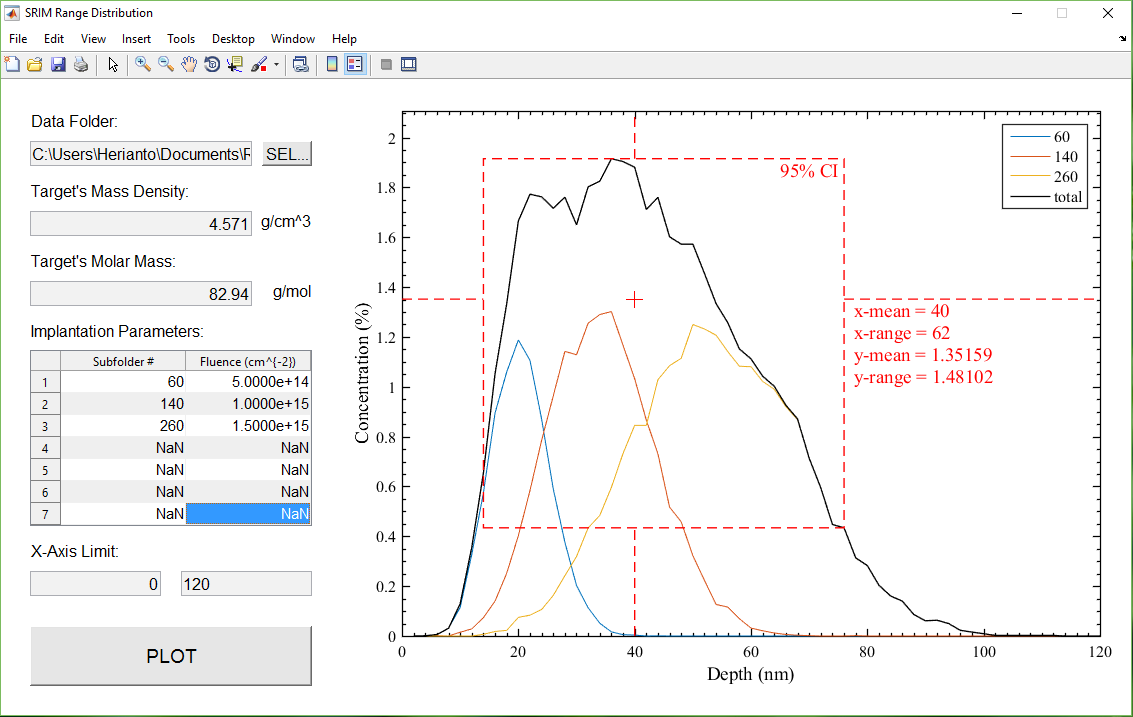 SRIM Range Distribution
File Edit View Insert Tools Desktop Window Help
Data Folder:
C:\Users\Herianto\Documents\F
SEL...
Target's Mass Density:
4.571 g/cm^3
Target's Molar Mass:
82.94 g/mol
Implantation Parameters:
Subfolder # Fluence (cm^{-2})
1 60 5.0000e+14
2 140 1.0000e+15
3 260 1.5000e+15
4 NaN NaN
5 NaN NaN
6 NaN NaN
7 NaN NaN
X-Axis Limit:
0 120
PLOT
Concentration (%)
2
1.8
1.6
1.4
1.2
1
0.8
0.6
0.4
0.2
0
0 20 40 60 80 100 120
Depth (nm)
95% CI
60
140
260
total
x-mean = 40
x-range = 62
y-mean = 1.35159
y-range = 1.48102